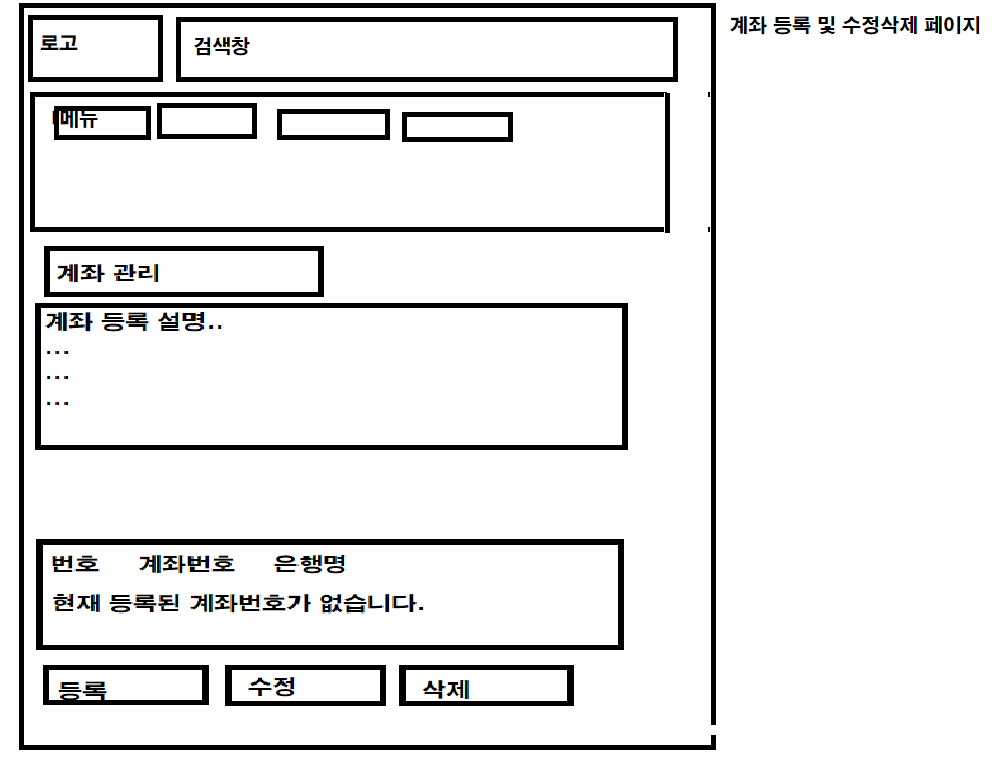 로고
검색창
계좌 등록 및 수정삭제 페이지
메뉴
계좌 관리
계좌 등록 설명..
...
...
...
번호 계좌번호 은행명
현재 등록된 계좌번호가 없습니다.
등록
수정
삭제